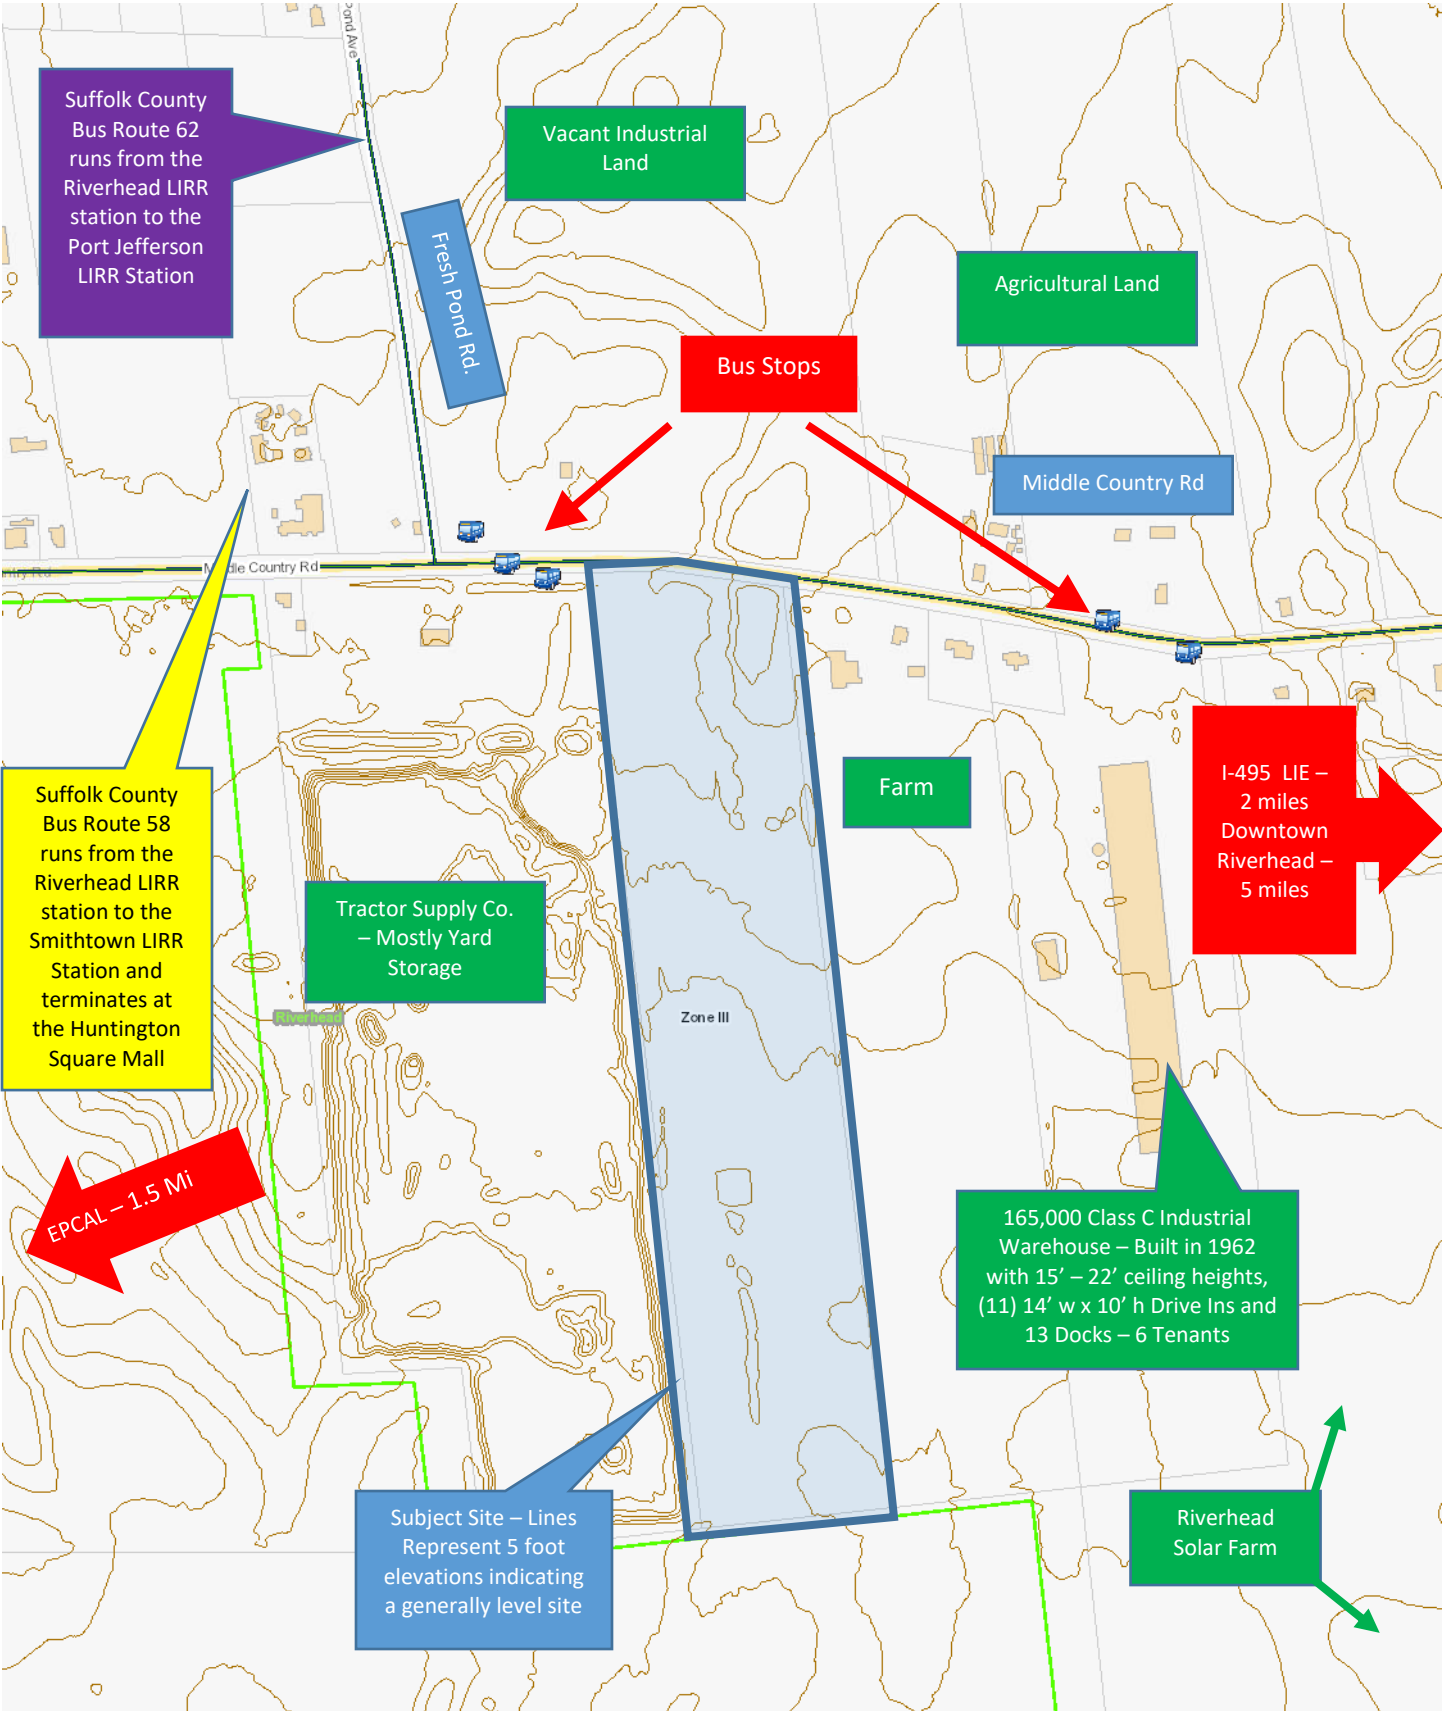 Pond Ave
Suffolk County
Bus Route 62
runs from the
Riverhead LIRR
station to the
Port Jefferson
LIRR Station
Vacant Industrial
Land
Fresh Pond Rd.
Agricultural Land
Bus Stops
Middle Country Rd
Middle Country Rd
Suffolk County
Bus Route 58
runs from the
Riverhead LIRR
station to the
Smithtown LIRR
Station and
terminates at
the Huntington
Square Mall
I-495 LIE –
2 miles
Downtown
Riverhead –
5 miles
Farm
Tractor Supply Co.
– Mostly Yard
Storage
Riverhead
Zone III
EPCAL – 1.5 Mi
165,000 Class C Industrial
Warehouse – Built in 1962
with 15’ – 22’ ceiling heights,
(11) 14’ w x 10’ h Drive Ins and
13 Docks – 6 Tenants
Subject Site – Lines
Represent 5 foot
elevations indicating
a generally level site
Riverhead
Solar Farm